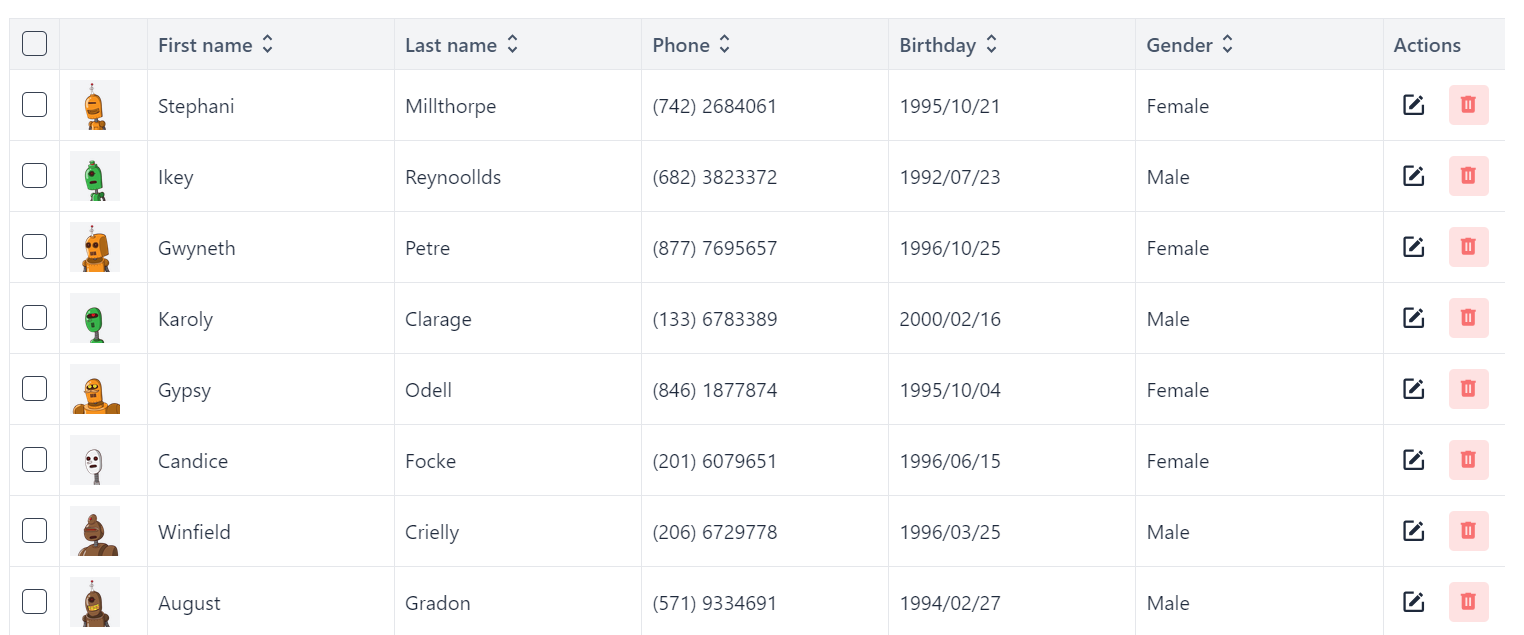 First name Last name Phone Birthday Gender Actions
Stephani Millthorpe (742) 2684061 1995/10/21 Female
Ikey Reynoollds (682) 3823372 1992/07/23 Male
Gwyneth Petre (877) 7695657 1996/10/25 Female
Karoly Clarage (133) 6783389 2000/02/16 Male
Gypsy Odell (846) 1877874 1995/10/04 Female
Candice Focke (201) 6079651 1996/06/15 Female
Winfield Crielly (206) 6729778 1996/03/25 Male
August Gradon (571) 9334691 1994/02/27 Male